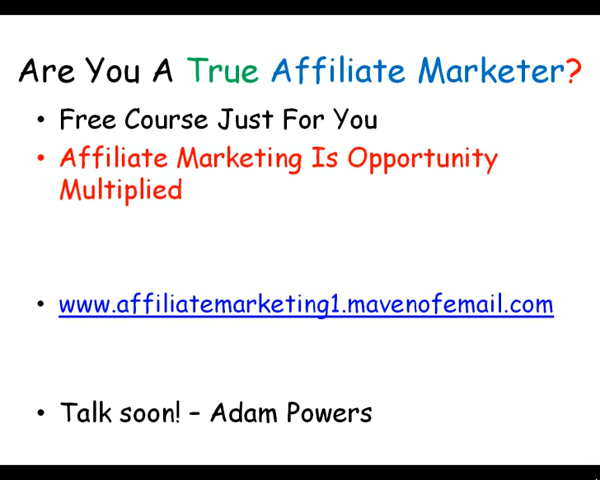 Are You A True Affiliate Marketer?
• Free Course Just For You
• Affiliate Marketing Is Opportunity
Multiplied
• www.affiliatemarketing1.mavenofemail.com
• Talk soon! – Adam Powers